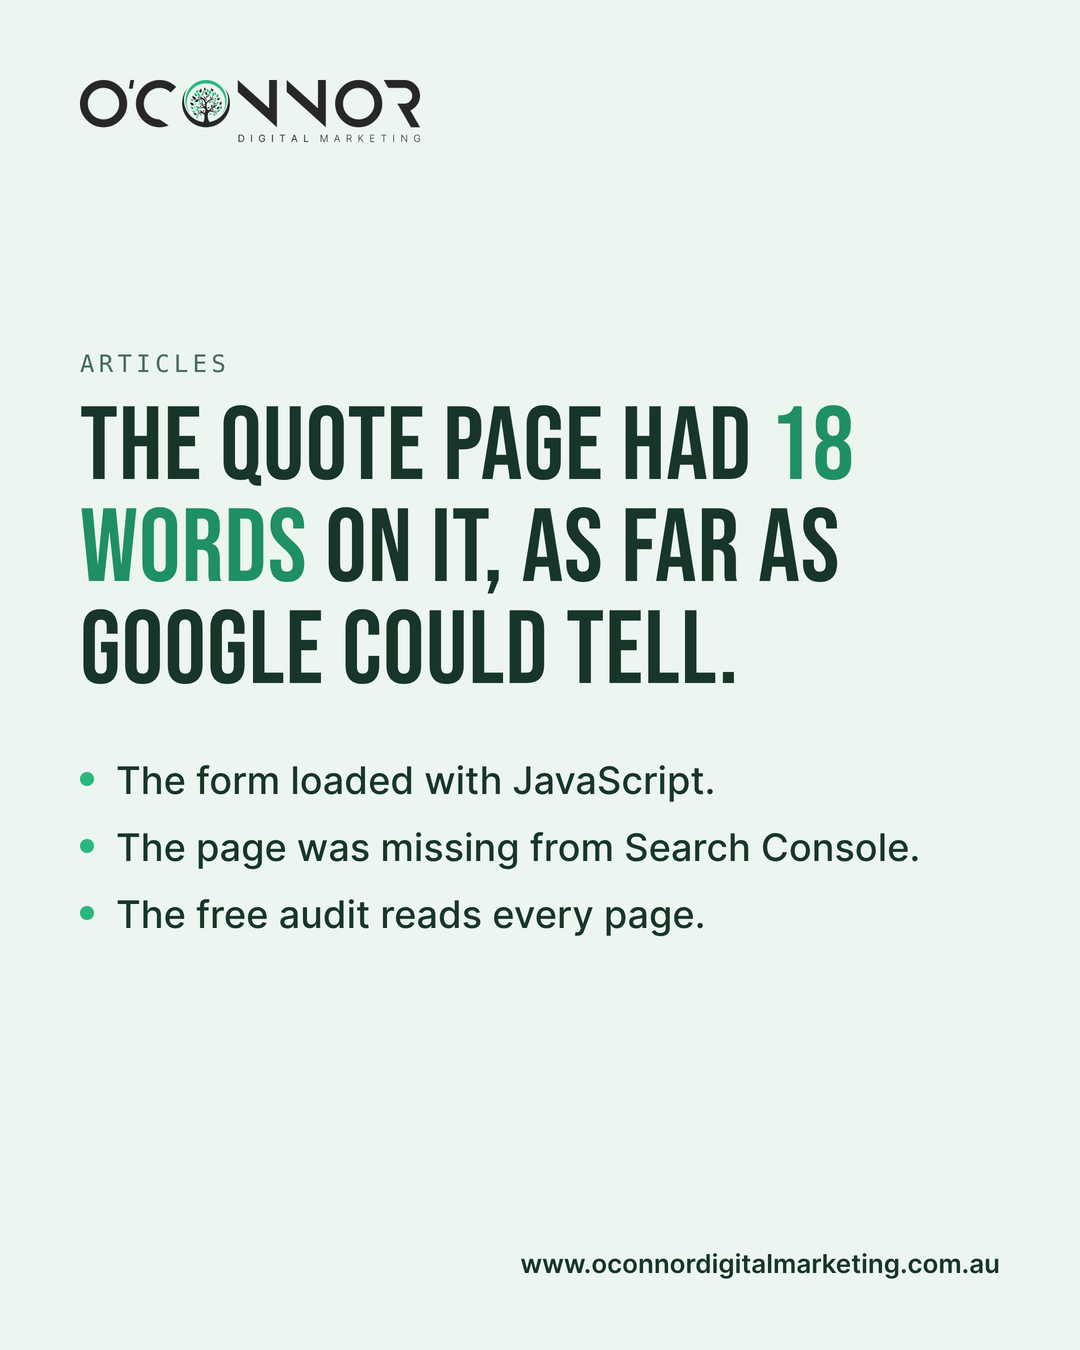 O'CONNOR
DIGITAL MARKETING
ARTICLES
THE QUOTE PAGE HAD 18
WORDS ON IT, AS FAR AS
GOOGLE COULD TELL.
The form loaded with JavaScript.
The page was missing from Search Console.
The free audit reads every page.
www.oconnordigitalmarketing.com.au